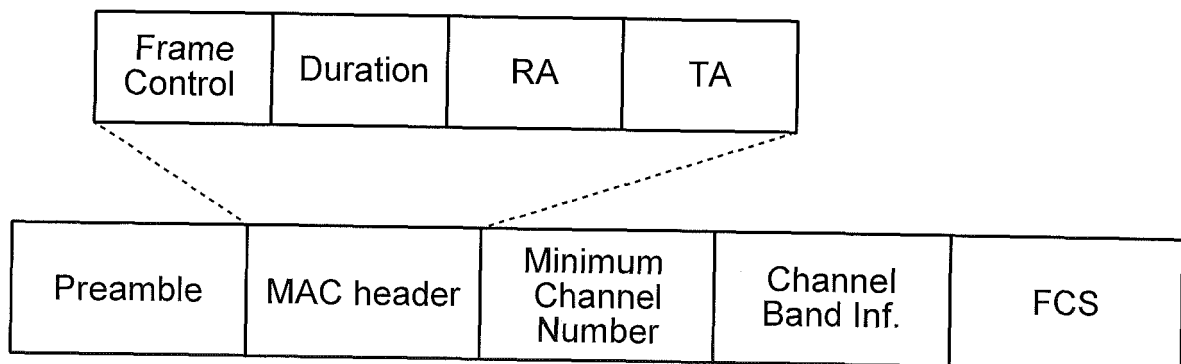 Frame
Control
Duration
RA
TA
Preamble
MAC header
Minimum
Channel
Number
Channel
Band Inf.
FCS